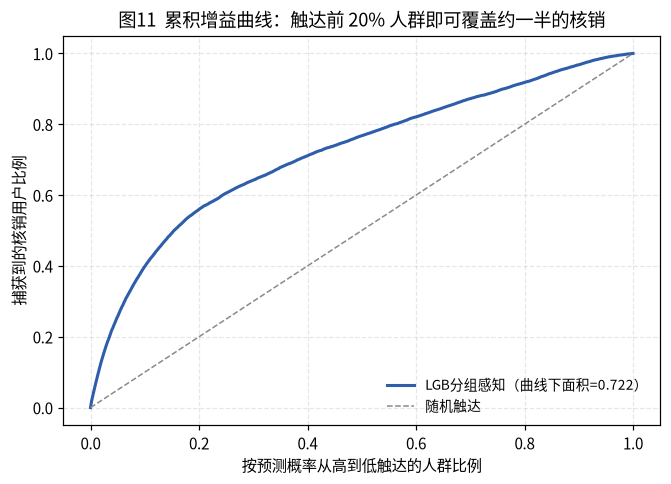 图11 累积增益曲线：触达前 20% 人群即可覆盖约一半的核销
捕获到的核销用户比例
1.0
0.8
0.6
0.4
0.2
0.0
LGB分组感知（曲线下面积=0.722）
随机触达
0.0 0.2 0.4 0.6 0.8 1.0
按预测概率从高到低触达的人群比例